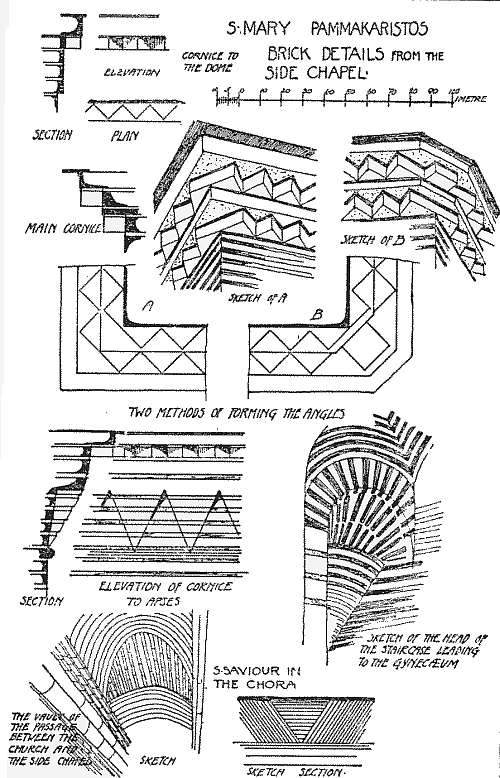 S. MARY PAMMAKARISTOS
BRICK DETAILS FROM THE
SIDE CHAPEL.
CORNICE TO
THE DOME
ELEVATION
10 20 30 40 50 60 70 80 90 100
1 METRE
SECTION
PLAN
MAIN CORNICE
SKETCH OF A
SKETCH OF B
A
B
TWO METHODS OF FORMING THE ANGLES
SECTION
ELEVATION OF CORNICE
TO APSES
SKETCH OF THE HEAD OF
THE STAIRCASE LEADING
TO THE GYNECÆUM
S. SAVIOUR IN
THE CHORA
THE VAULT OF
THE PASSAGE
BETWEEN THE
CHURCH AND
THE SIDE CHAPEL
SKETCH
SKETCH SECTION.